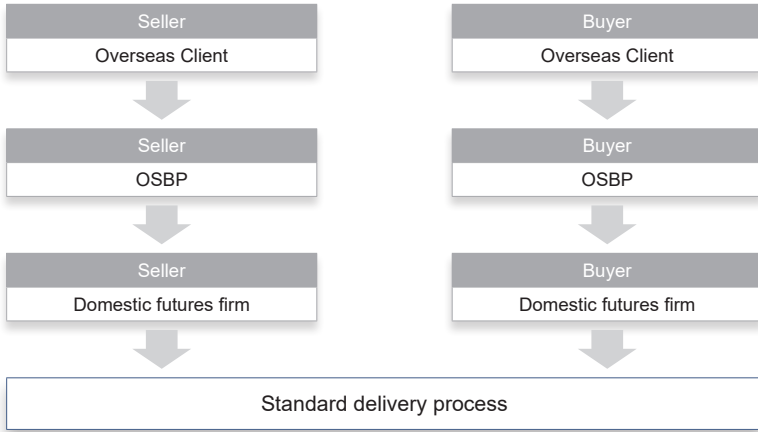 Seller
Overseas Client
Buyer
Overseas Client
Seller
OSBP
Buyer
OSBP
Seller
Domestic futures firm
Buyer
Domestic futures firm
Standard delivery process